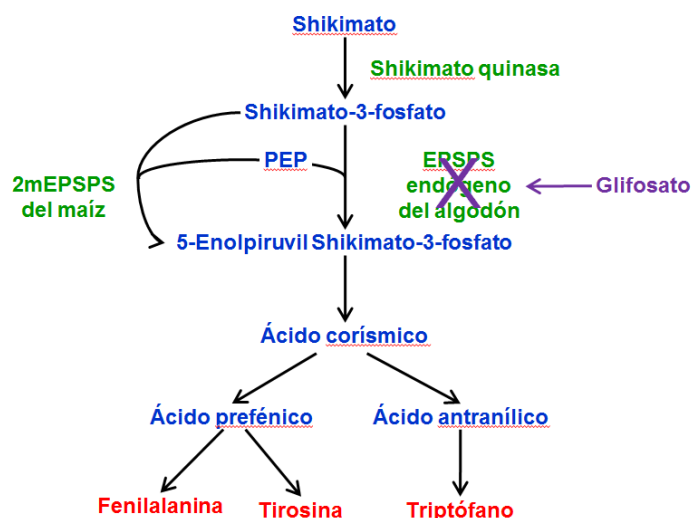 Shikimato
Shikimato quinasa
Shikimato-3-fosfato
PEP
2mEPSPS
del maíz
EPSPS
endógeno
del algodón
Glifosato
5-Enolpiruvil Shikimato-3-fosfato
Ácido corísmico
Ácido prefénico
Ácido antranílico
Fenilalanina
Tirosina
Triptófano